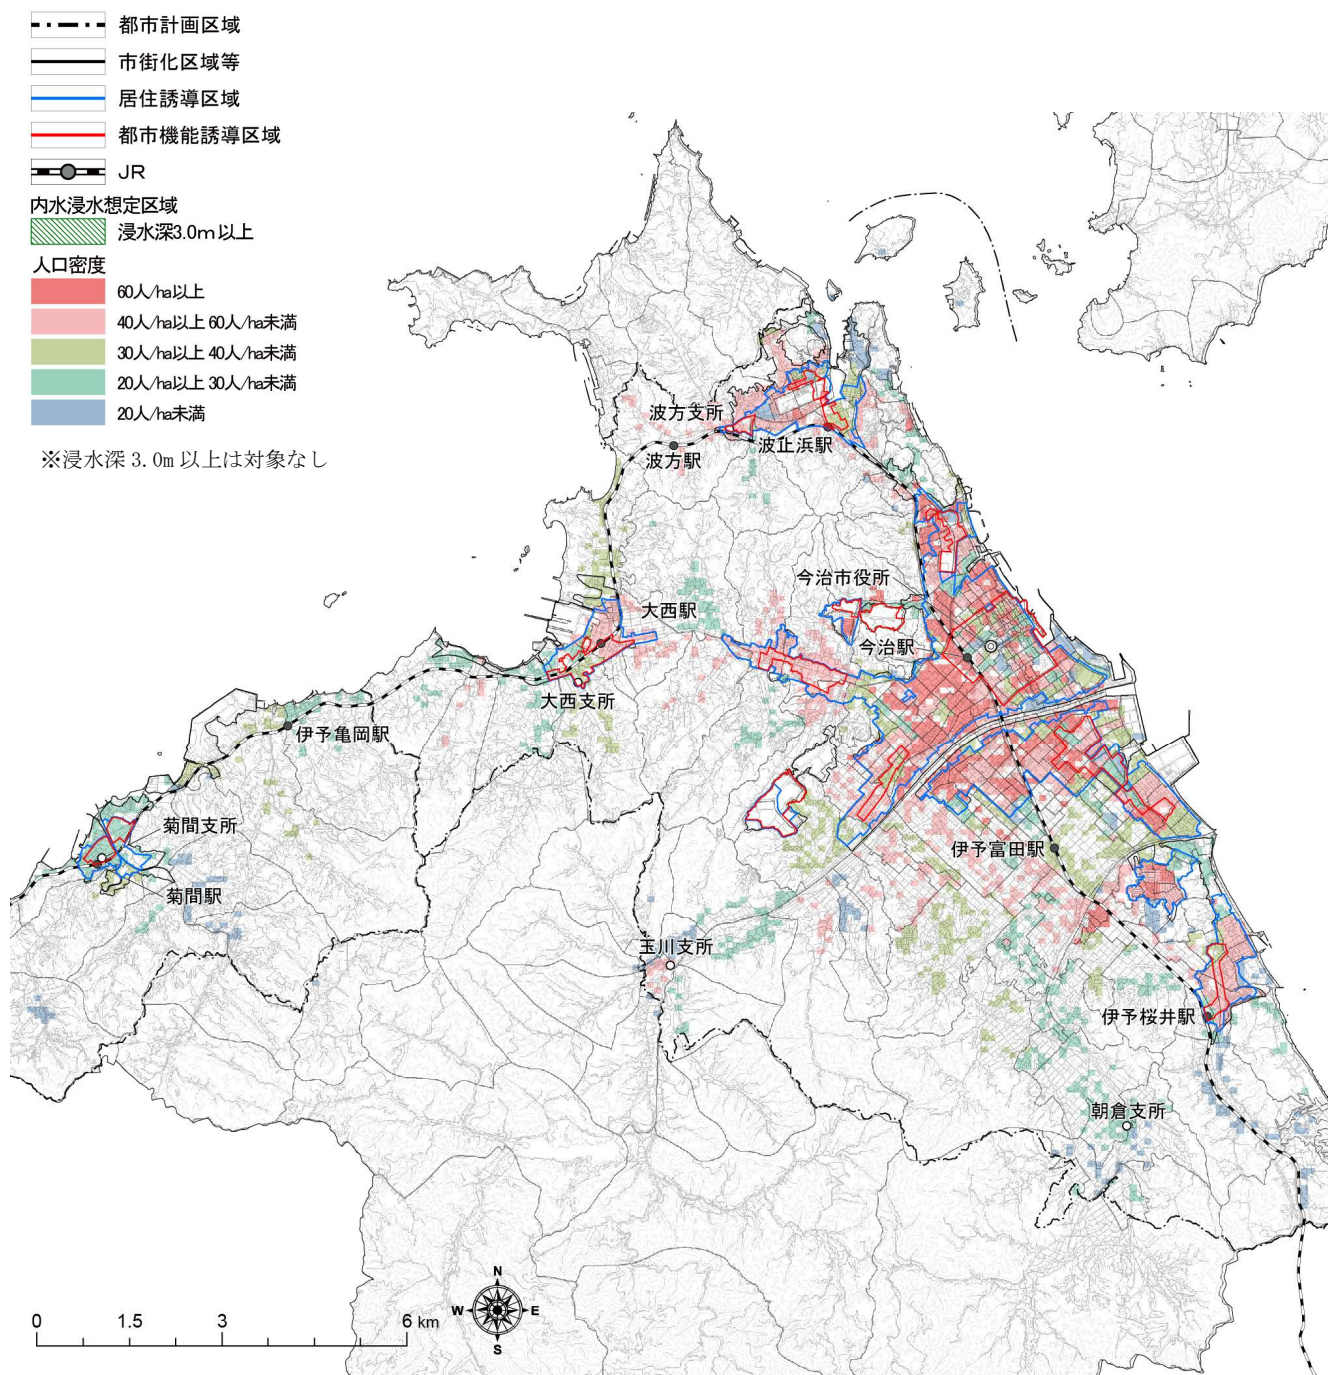 都市計画区域
市街化区域等
居住誘導区域
都市機能誘導区域
JR
内水浸水想定区域
浸水深3.0m以上
人口密度
60人/ha以上
40人/ha以上 60人/ha未満
30人/ha以上 40人/ha未満
20人/ha以上 30人/ha未満
20人/ha未満
※浸水深 3.0m 以上は対象なし
波方支所
波止浜駅
波方駅
今治市役所
大西駅
今治駅
大西支所
伊予亀岡駅
菊間支所
伊予富田駅
菊間駅
玉川支所
伊予桜井駅
朝倉支所
N
W E
S
0 1.5 3 6 km